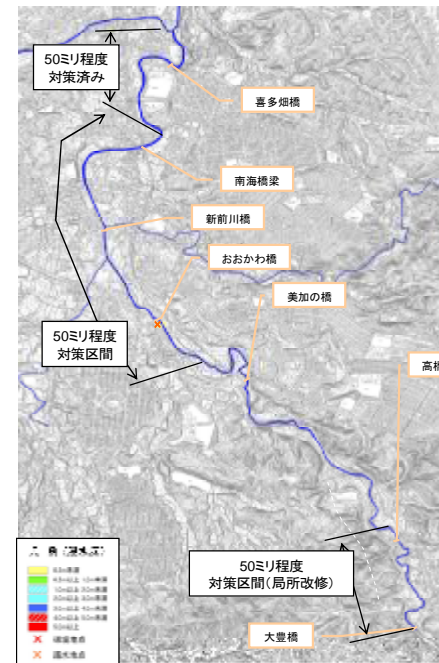 50ミリ程度
対策済み
喜多畑橋
南海橋梁
新前川橋
おおかわ橋
美加の橋
50ミリ程度
対策区間
高橋
50ミリ程度
対策区間(局所改修)
大豊橋